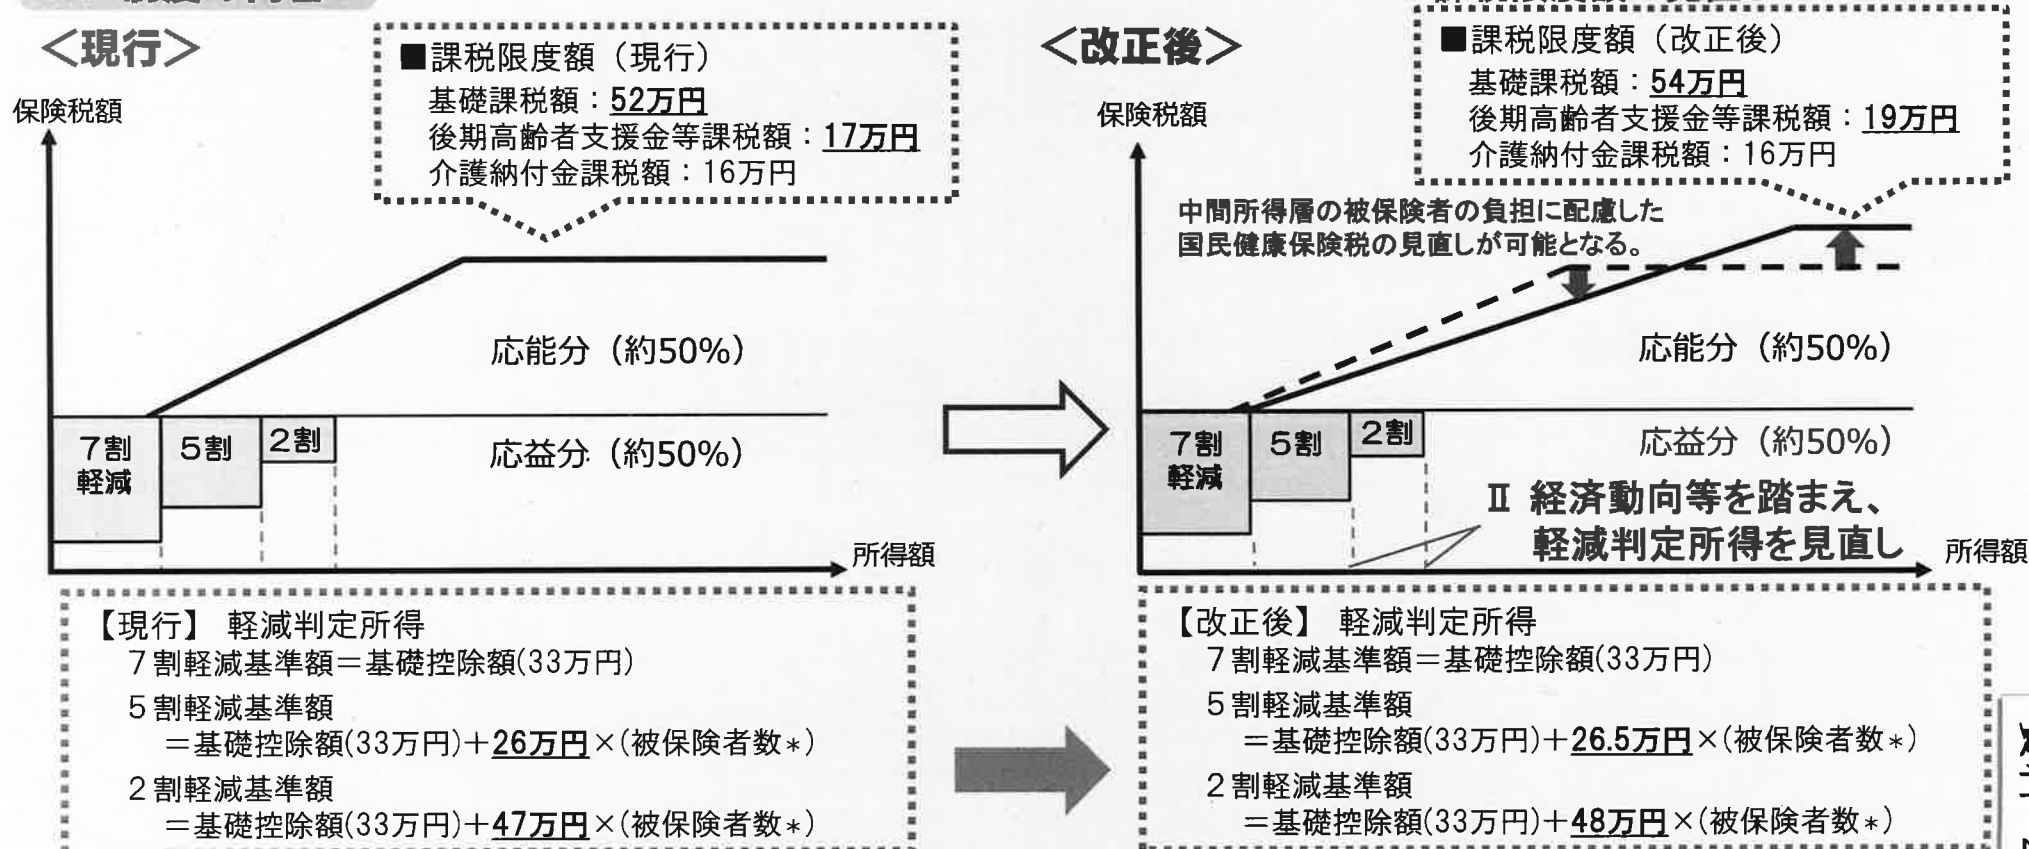 <現行>
■課税限度額（現行）
基礎課税額：52万円
後期高齢者支援金等課税額：17万円
介護納付金課税額：16万円
保険税額
応能分（約50%）
7割
軽減
5割
2割
応益分（約50%）
所得額
【現行】 軽減判定所得
7割軽減基準額＝基礎控除額(33万円)
5割軽減基準額
＝基礎控除額(33万円)＋26万円×(被保険者数*)
2割軽減基準額
＝基礎控除額(33万円)＋47万円×(被保険者数*)
<改正後>
■課税限度額（改正後）
基礎課税額：54万円
後期高齢者支援金等課税額：19万円
介護納付金課税額：16万円
保険税額
中間所得層の被保険者の負担に配慮した
国民健康保険税の見直しが可能となる。
応能分（約50%）
7割
軽減
5割
2割
応益分（約50%）
Ⅱ 経済動向等を踏まえ、
軽減判定所得を見直し
所得額
【改正後】 軽減判定所得
7割軽減基準額＝基礎控除額(33万円)
5割軽減基準額
＝基礎控除額(33万円)＋26.5万円×(被保険者数*)
2割軽減基準額
＝基礎控除額(33万円)＋48万円×(被保険者数*)